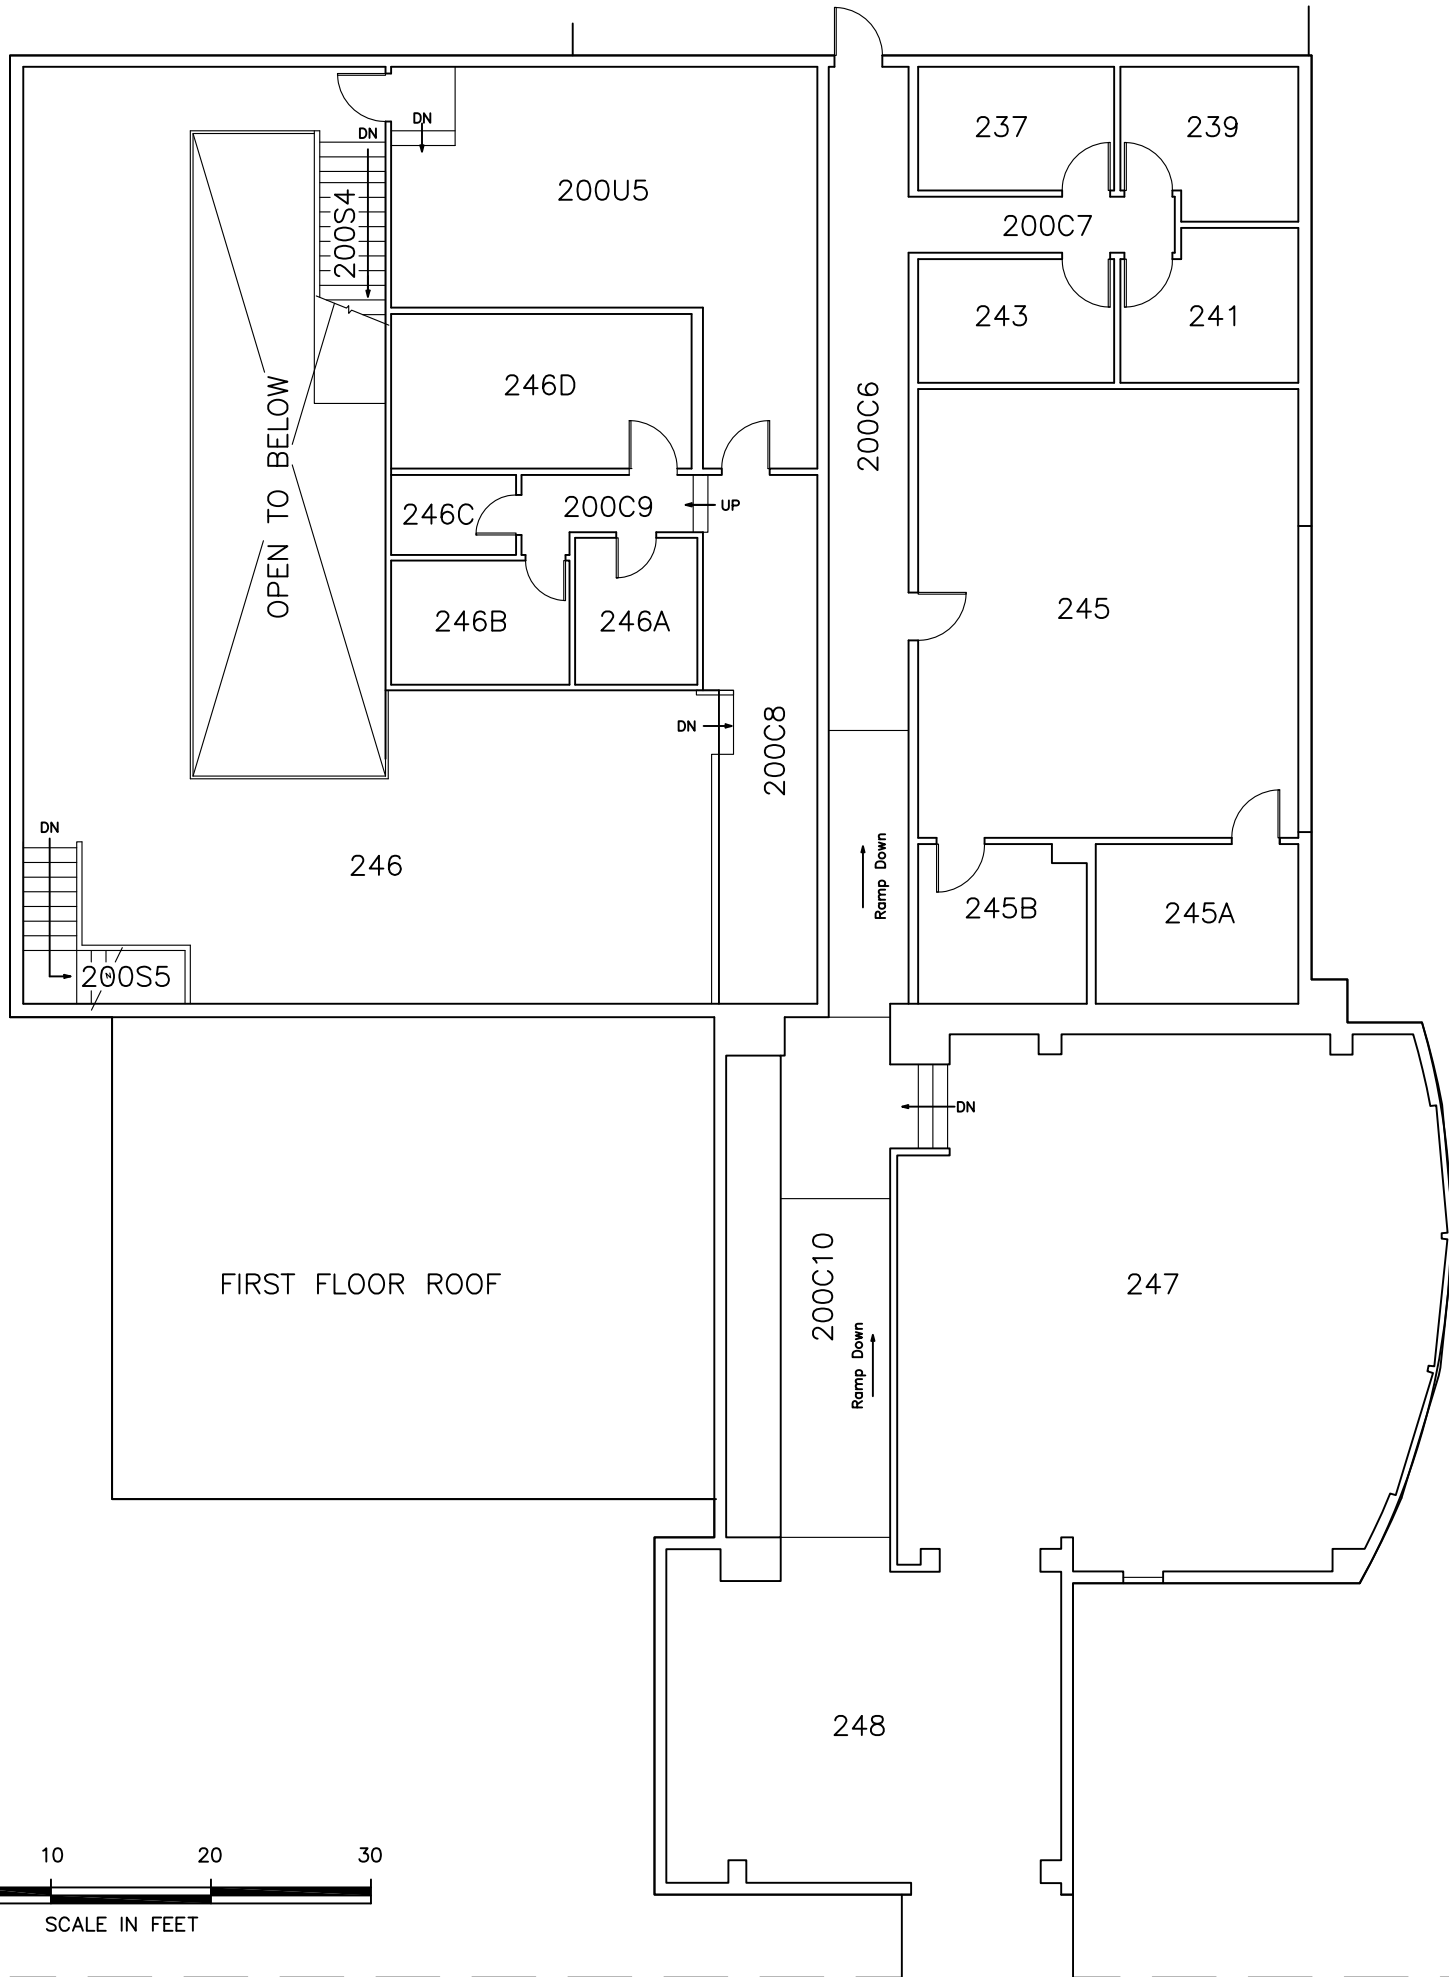 237
239
DN
DN
200U5
200S4
200C7
243
241
246D
200C6
OPEN TO BELOW
246C
200C9
UP
245
246B
246A
DN
200C8
DN
246
Ramp Down
245B
245A
200S5
DN
FIRST FLOOR ROOF
200C10
247
Ramp Down
248
10 20 30
SCALE IN FEET